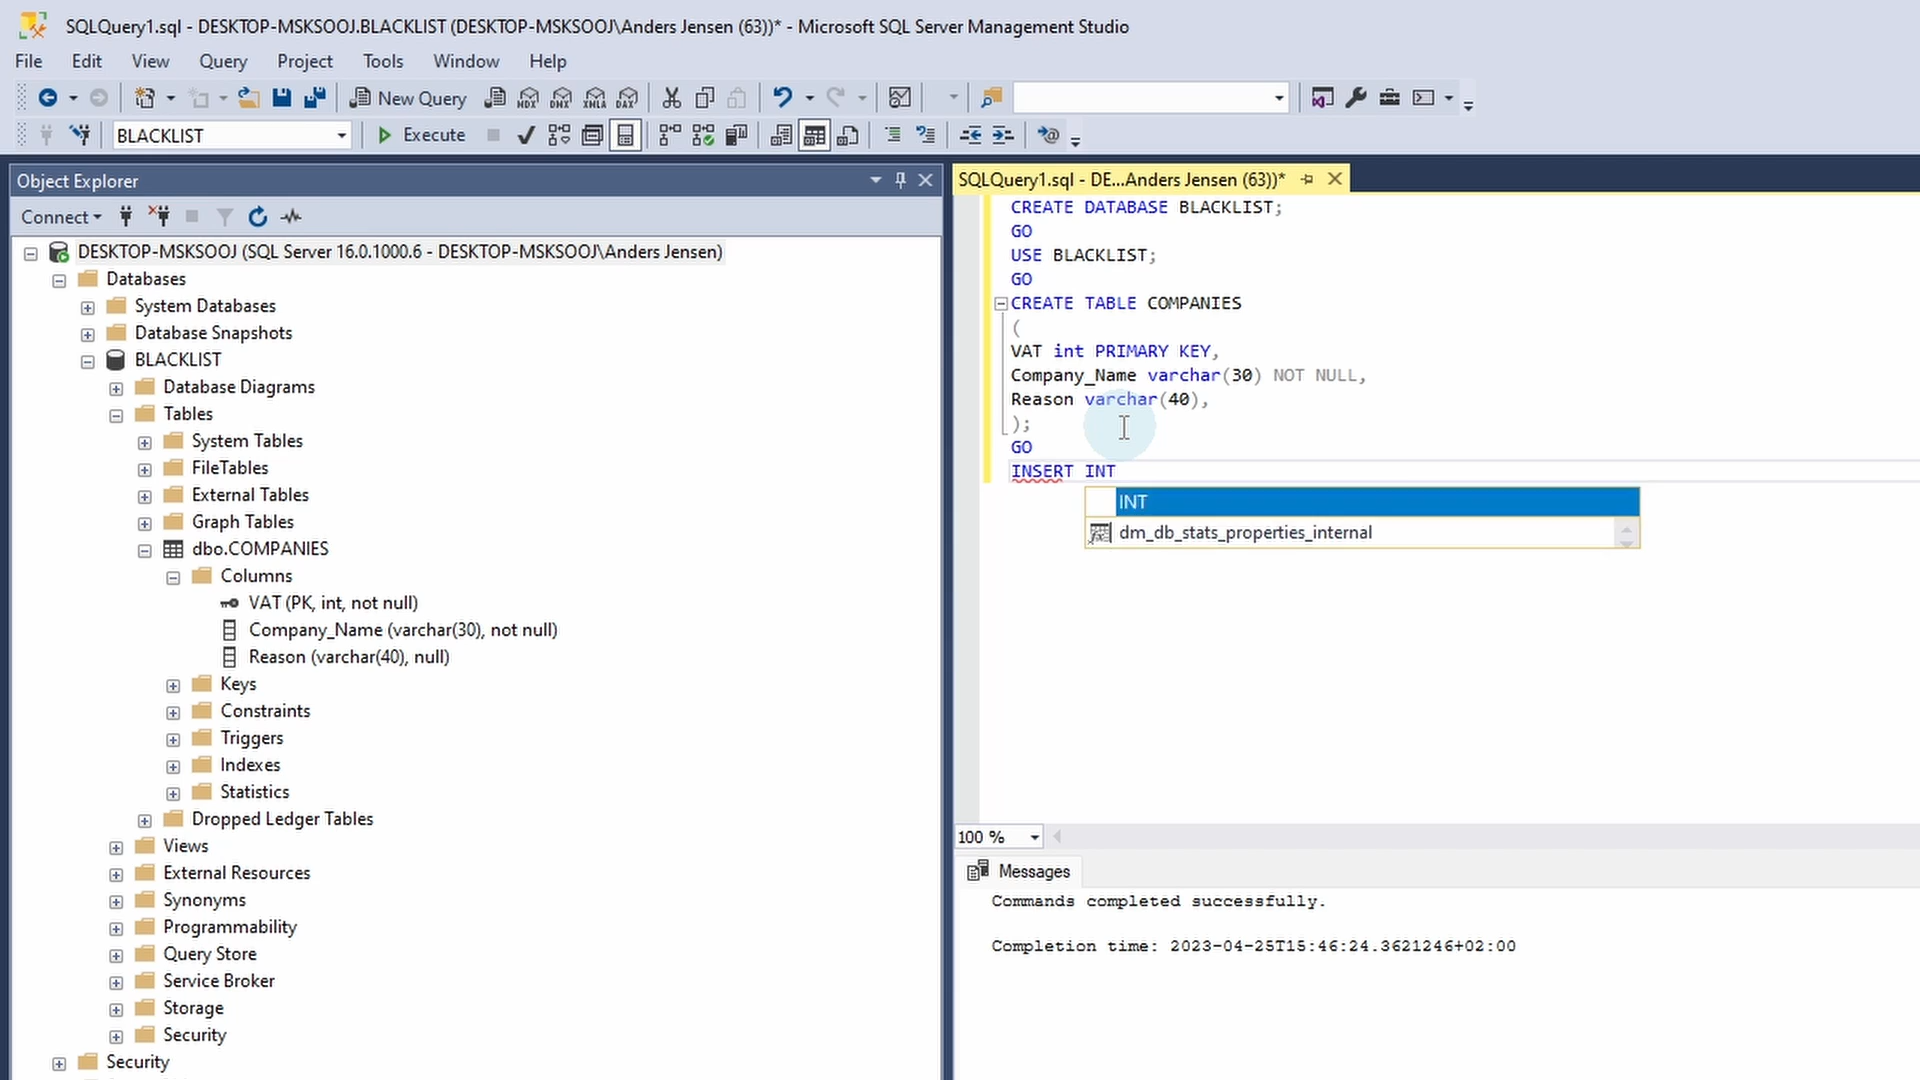 SQLQuery1.sql - DESKTOP-MSKSOOJ.BLACKLIST (DESKTOP-MSKSOOJ\Anders Jensen (63))* - Microsoft SQL Server Management Studio
File Edit View Query Project Tools Window Help
New Query MDX DMX XMLA DAX
BLACKLIST Execute
Object Explorer
Connect
DESKTOP-MSKSOOJ (SQL Server 16.0.1000.6 - DESKTOP-MSKSOOJ\Anders Jensen)
Databases
System Databases
Database Snapshots
BLACKLIST
Database Diagrams
Tables
System Tables
FileTables
External Tables
Graph Tables
dbo.COMPANIES
Columns
VAT (PK, int, not null)
Company_Name (varchar(30), not null)
Reason (varchar(40), null)
Keys
Constraints
Triggers
Indexes
Statistics
Dropped Ledger Tables
Views
External Resources
Synonyms
Programmability
Query Store
Service Broker
Storage
Security
Security
SQLQuery1.sql - DE...Anders Jensen (63))*
CREATE DATABASE BLACKLIST;
GO
USE BLACKLIST;
GO
CREATE TABLE COMPANIES
(
VAT int PRIMARY KEY,
Company_Name varchar(30) NOT NULL,
Reason varchar(40),
);
GO
INSERT INT
INT
dm_db_stats_properties_internal
100 %
Messages
Commands completed successfully.
Completion time: 2023-04-25T15:46:24.3621246+02:00